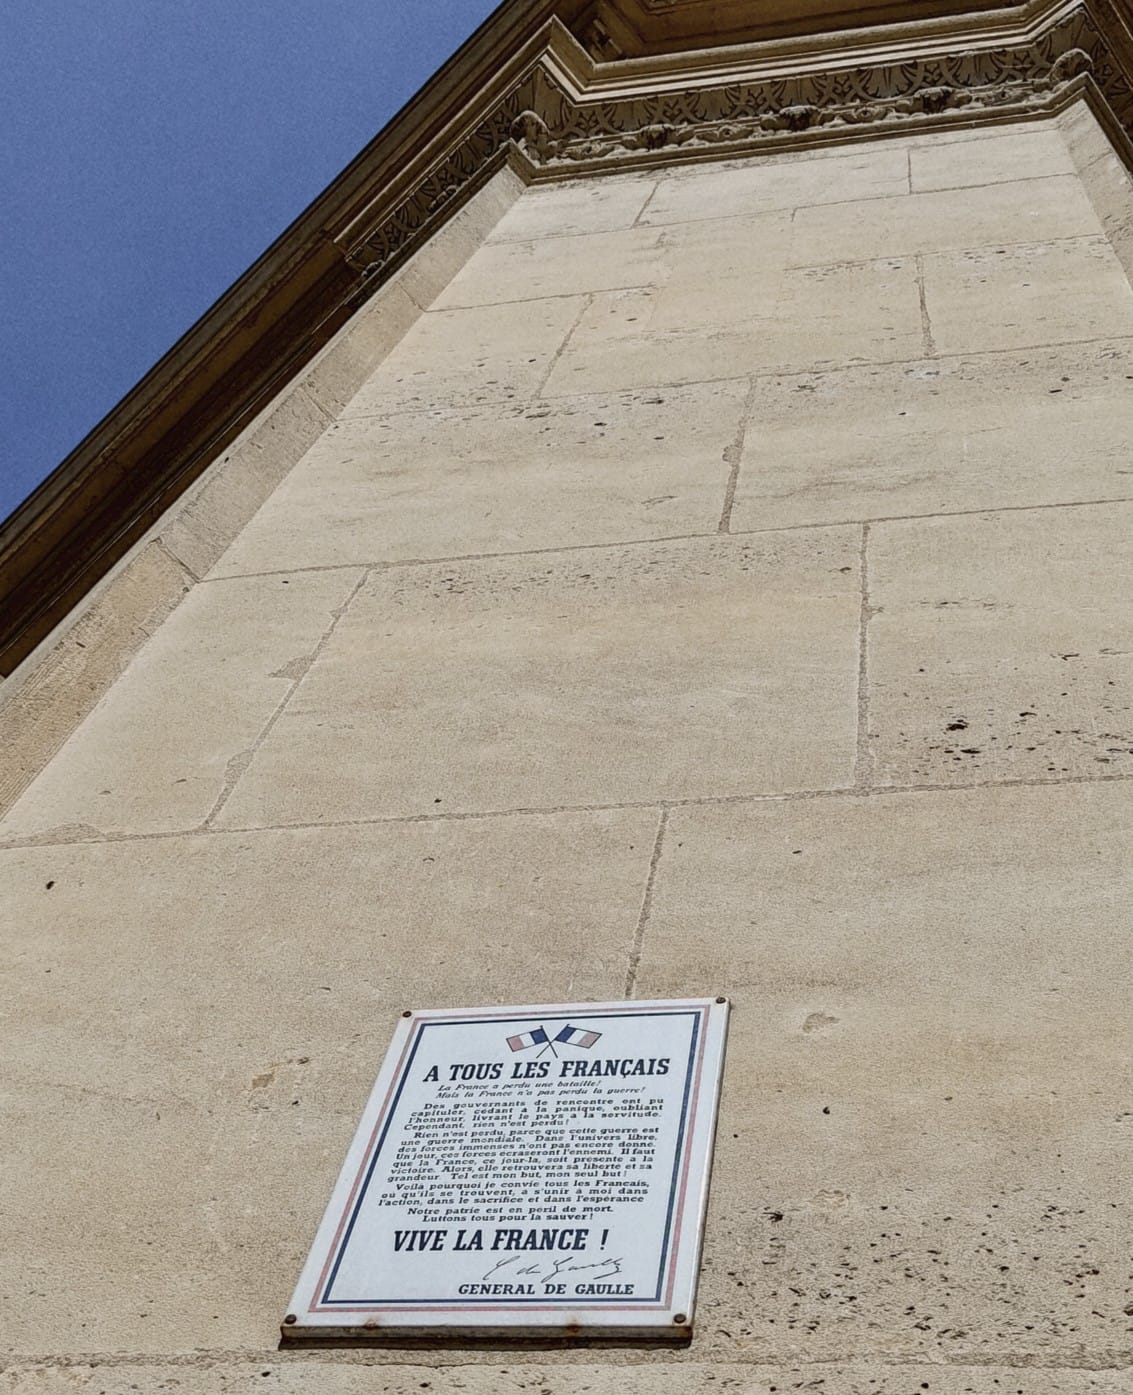 A TOUS LES FRANÇAIS
La France a perdu une bataille!
Mais la France n'a pas perdu la guerre!
Des gouvernants de rencontre ont pu
capituler, cédant à la panique, oubliant
l'honneur, livrant le pays à la servitude.
Cependant, rien n'est perdu!
Rien n'est perdu, parce que cette guerre est
une guerre mondiale. Dans l'univers libre,
des forces immenses n'ont pas encore donné.
Un jour, ces forces écraseront l'ennemi. Il faut
que la France, ce jour-là, soit présente à la
victoire. Alors, elle retrouvera sa liberté et sa
grandeur. Tel est mon but, mon seul but!
Voilà pourquoi je convie tous les Français,
où qu'ils se trouvent, à s'unir à moi dans
l'action, dans le sacrifice et dans l'espérance
Notre patrie est en péril de mort.
Luttons tous pour la sauver!
VIVE LA FRANCE !
C. de Gaulle
GENERAL DE GAULLE